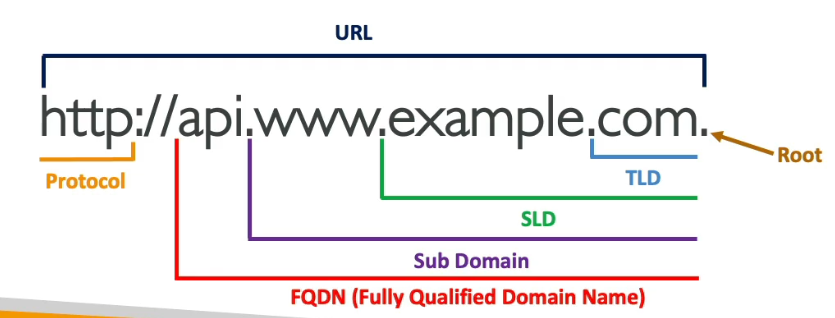 URL
http://api.www.example.com.
Root
Protocol
TLD
SLD
Sub Domain
FQDN (Fully Qualified Domain Name)